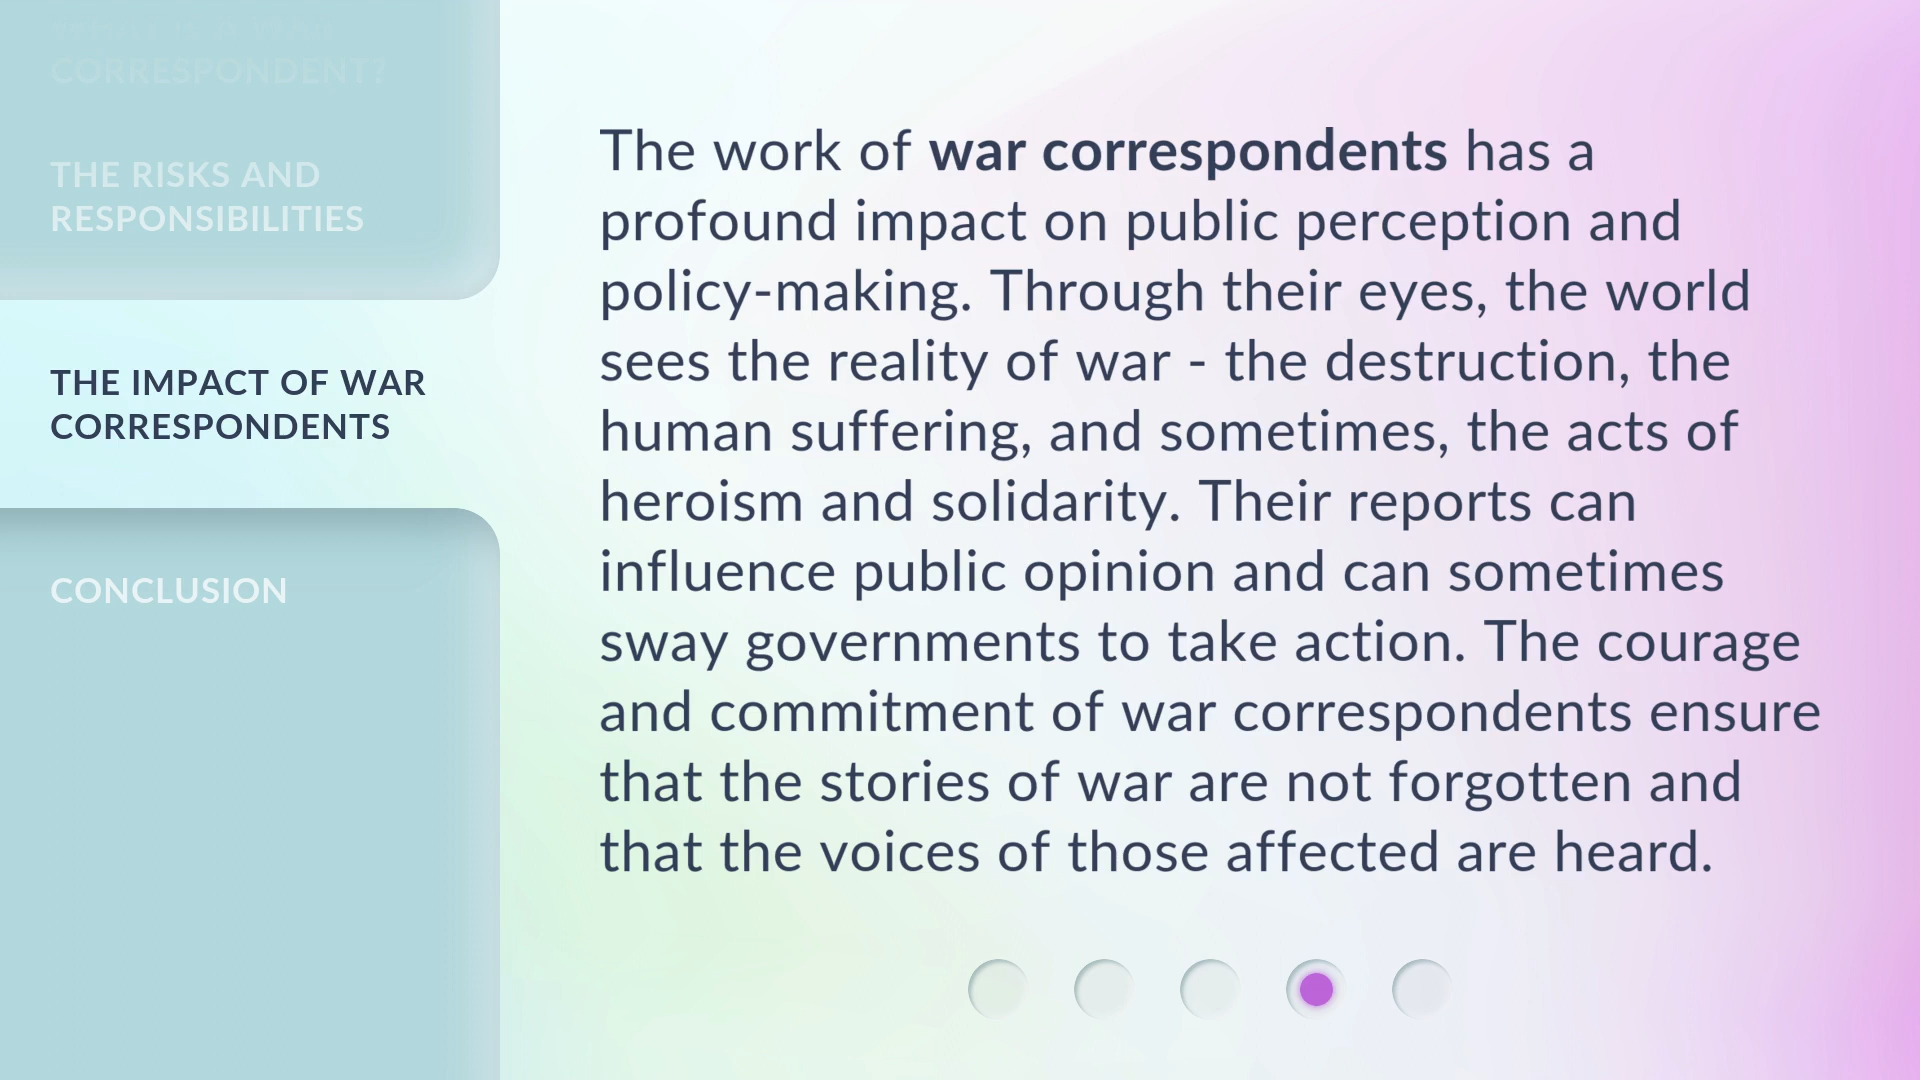 CORRESPONDENT?
THE RISKS AND
RESPONSIBILITIES
THE IMPACT OF WAR
CORRESPONDENTS
CONCLUSION
The work of war correspondents has a
profound impact on public perception and
policy-making. Through their eyes, the world
sees the reality of war - the destruction, the
human suffering, and sometimes, the acts of
heroism and solidarity. Their reports can
influence public opinion and can sometimes
sway governments to take action. The courage
and commitment of war correspondents ensure
that the stories of war are not forgotten and
that the voices of those affected are heard.